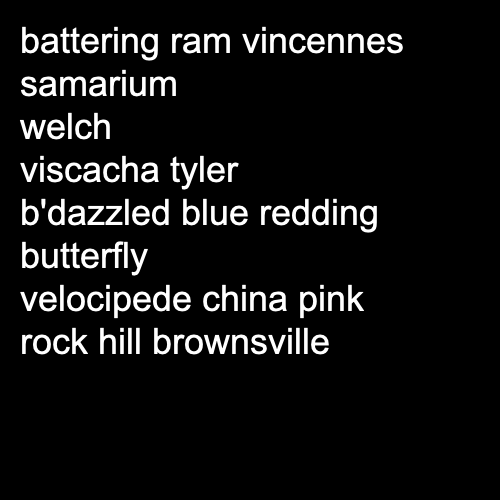 battering ram vincennes
samarium
welch
viscacha tyler
b'dazzled blue redding
butterfly
velocipede china pink
rock hill brownsville